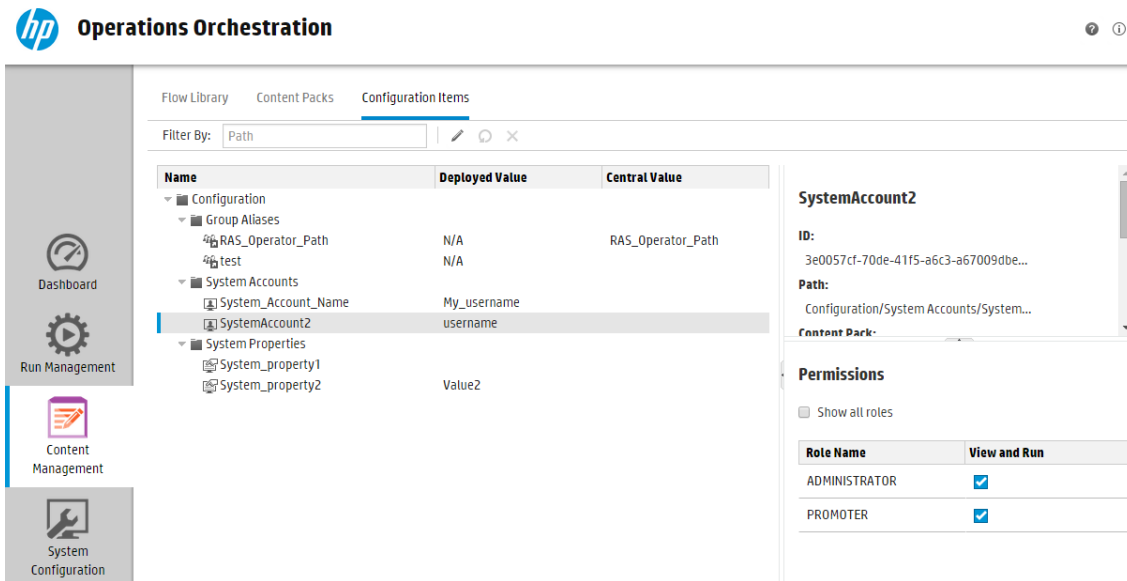 hp Operations Orchestration
Flow Library Content Packs Configuration Items
Filter By: Path
Name Deployed Value Central Value
Configuration
Group Aliases
RAS_Operator_Path N/A RAS_Operator_Path
test N/A
System Accounts
System_Account_Name My_username
SystemAccount2 username
System Properties
System_property1
System_property2 Value2
Dashboard
Run Management
Content
Management
System
Configuration
SystemAccount2
ID:
3e0057cf-70de-41f5-a6c3-a67009dbe...
Path:
Configuration/System Accounts/System...
Content Pack:
Permissions
Show all roles
Role Name View and Run
ADMINISTRATOR
PROMOTER